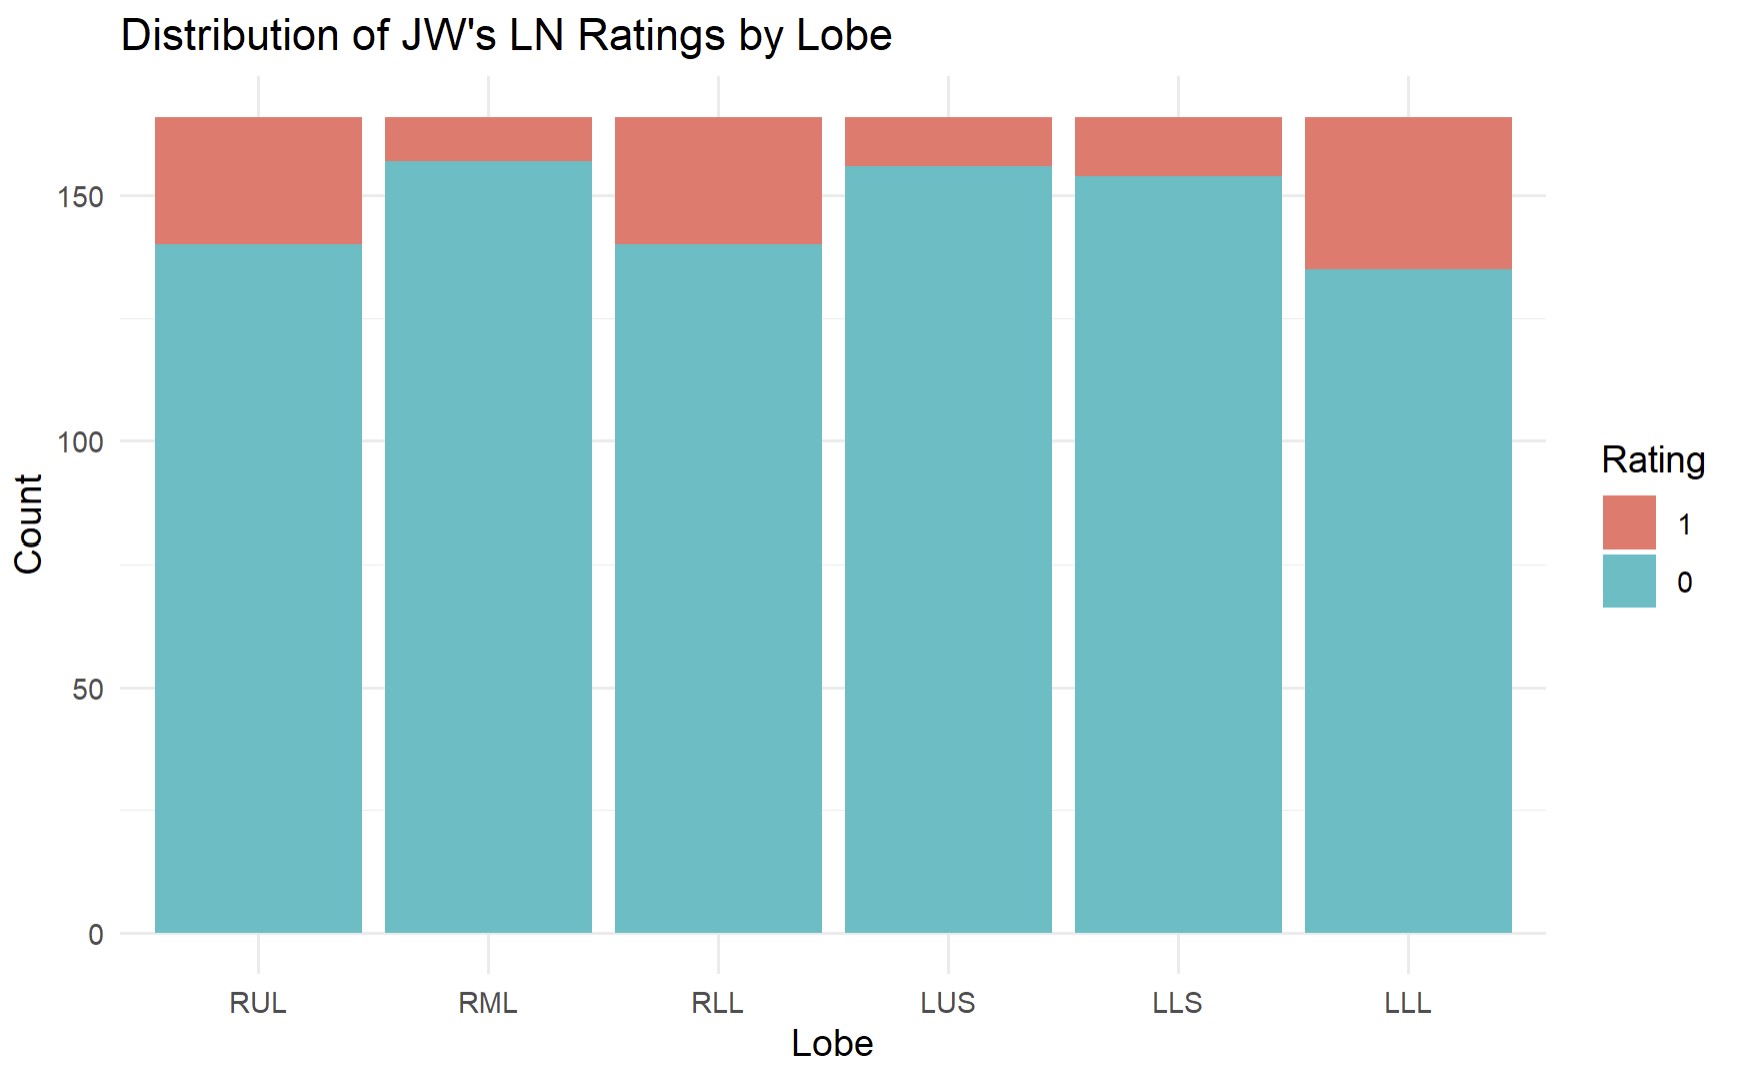 Distribution of JW's LN Ratings by Lobe
150
100
50
0
Count
RUL RML RLL LUS LLS LLL
Lobe
Rating
1
0